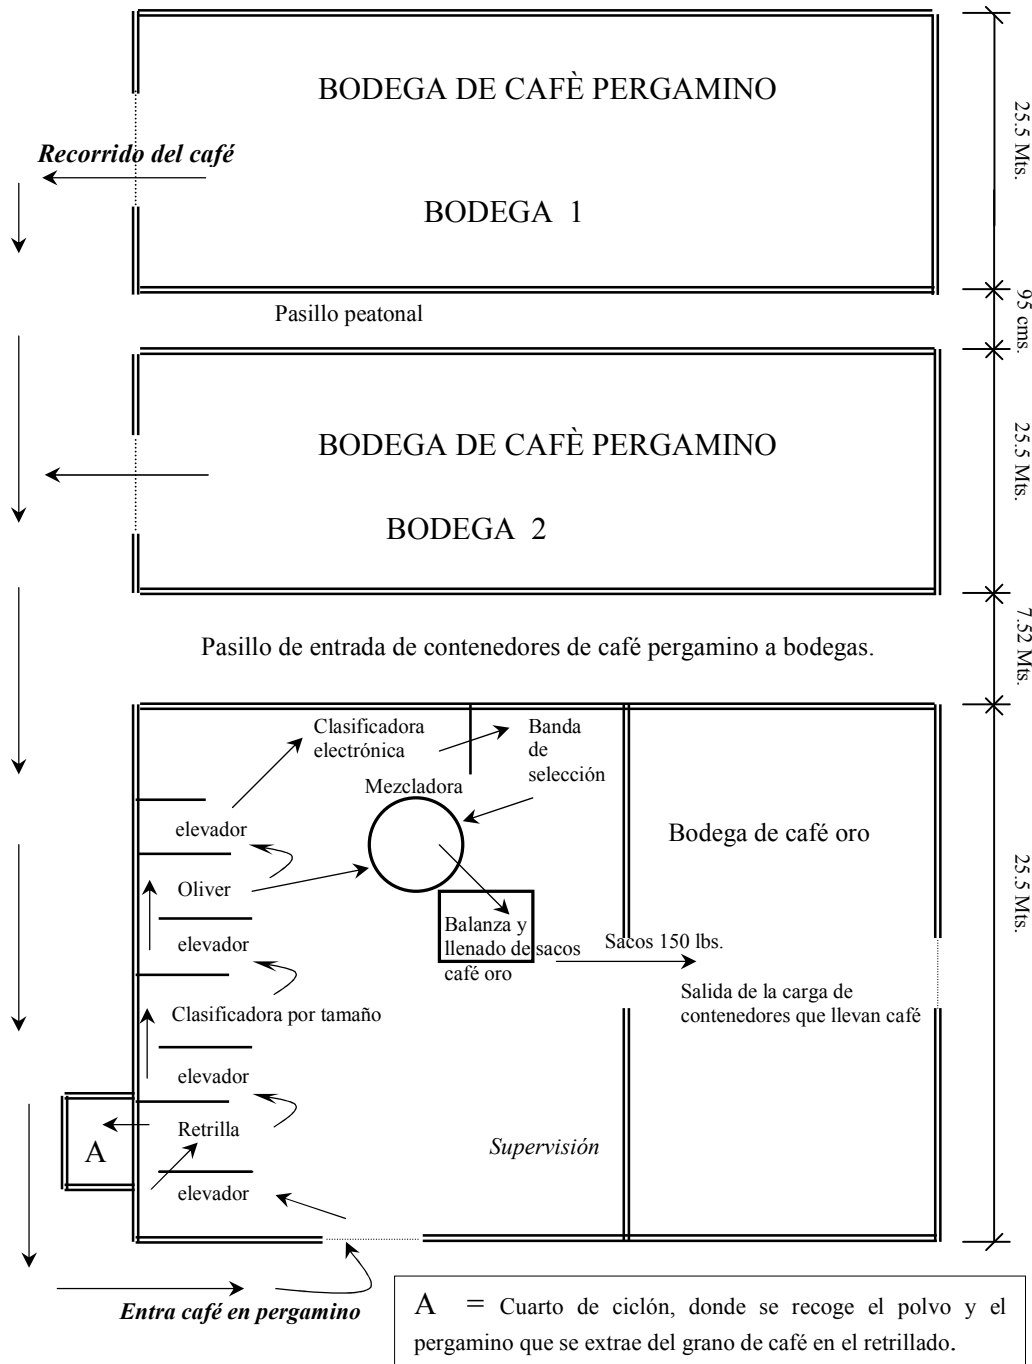 BODEGA DE CAFÈ PERGAMINO
25.5 Mts.
Recorrido del café
BODEGA 1
Pasillo peatonal
95 cms.
BODEGA DE CAFÈ PERGAMINO
25.5 Mts.
BODEGA 2
7.52 Mts.
Pasillo de entrada de contenedores de café pergamino a bodegas.
Clasificadora
electrónica
Banda
de
selección
Mezcladora
elevador
Bodega de café oro
25.5 Mts.
Oliver
Balanza y
llenado de sacos
café oro
elevador
Sacos 150 lbs.
Salida de la carga de
contenedores que llevan café
Clasificadora por tamaño
elevador
Retrilla
A
Supervisión
elevador
Entra café en pergamino
A = Cuarto de ciclón, donde se recoge el polvo y el
pergamino que se extrae del grano de café en el retrillado.